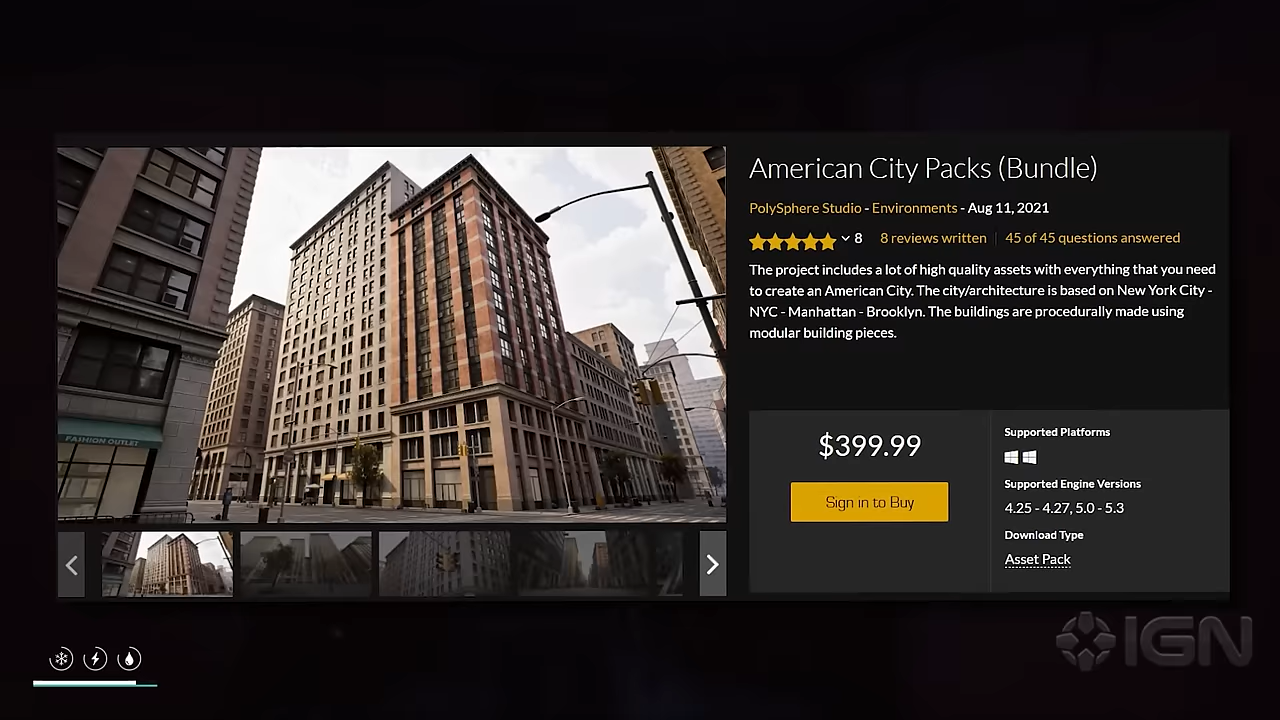 American City Packs (Bundle)
PolySphere Studio - Environments - Aug 11, 2021
8 8 reviews written 45 of 45 questions answered
The project includes a lot of high quality assets with everything that you need
to create an American City. The city/architecture is based on New York City -
NYC - Manhattan - Brooklyn. The buildings are procedurally made using
modular building pieces.
FASHION OUTLET
$399.99
Sign in to Buy
Supported Platforms
Supported Engine Versions
4.25 - 4.27, 5.0 - 5.3
Download Type
Asset Pack
IGN